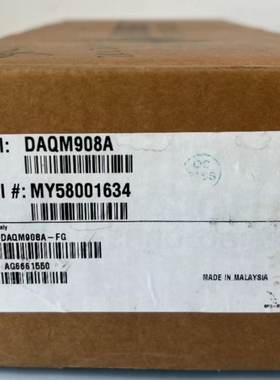 : DAQM908A
I #: MY58001634
DAQM908A-FG
AG6661550
MADE IN MALAYSIA